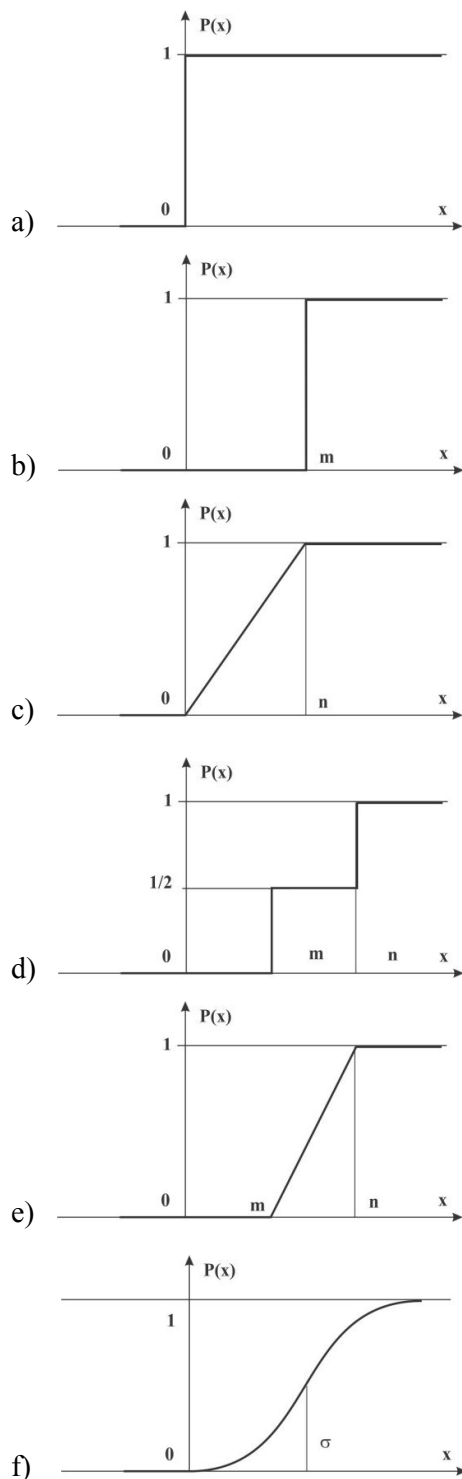 P(x)
1
0 x
a)
P(x)
1
0 m x
b)
P(x)
1
0 n x
c)
P(x)
1
1/2
0 m n x
d)
P(x)
1
0 m n x
e)
P(x)
1
0 σ x
f)